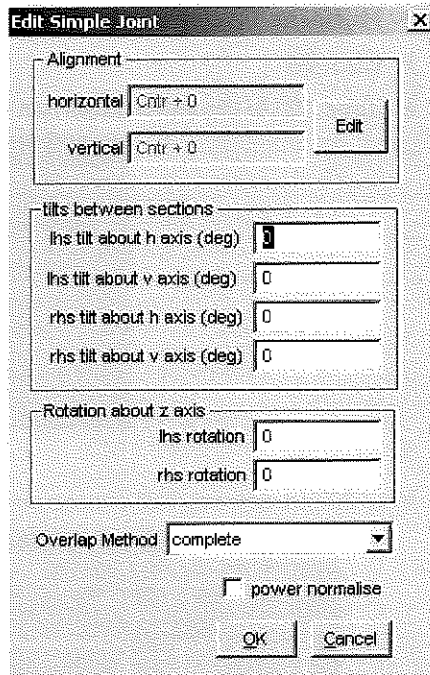 Edit Simple Joint
Alignment
horizontal Cntr + 0
vertical Cntr + 0
Edit
tilts between sections
lhs tilt about h axis (deg) 0
lhs tilt about v axis (deg) 0
rhs tilt about h axis (deg) 0
rhs tilt about v axis (deg) 0
Rotation about z axis
lhs rotation 0
rhs rotation 0
Overlap Method complete
power normalise
OK Cancel